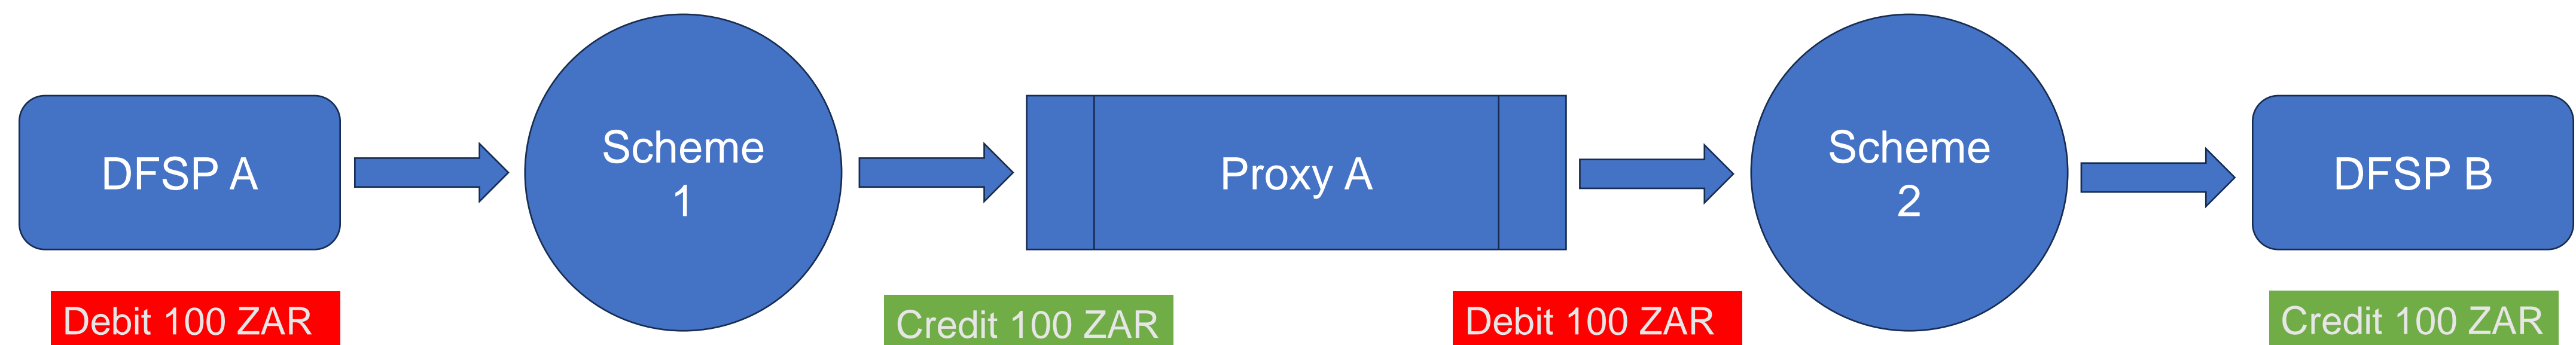 DFSP A
Scheme
1
Proxy A
Scheme
2
DFSP B
Debit 100 ZAR
Credit 100 ZAR
Debit 100 ZAR
Credit 100 ZAR